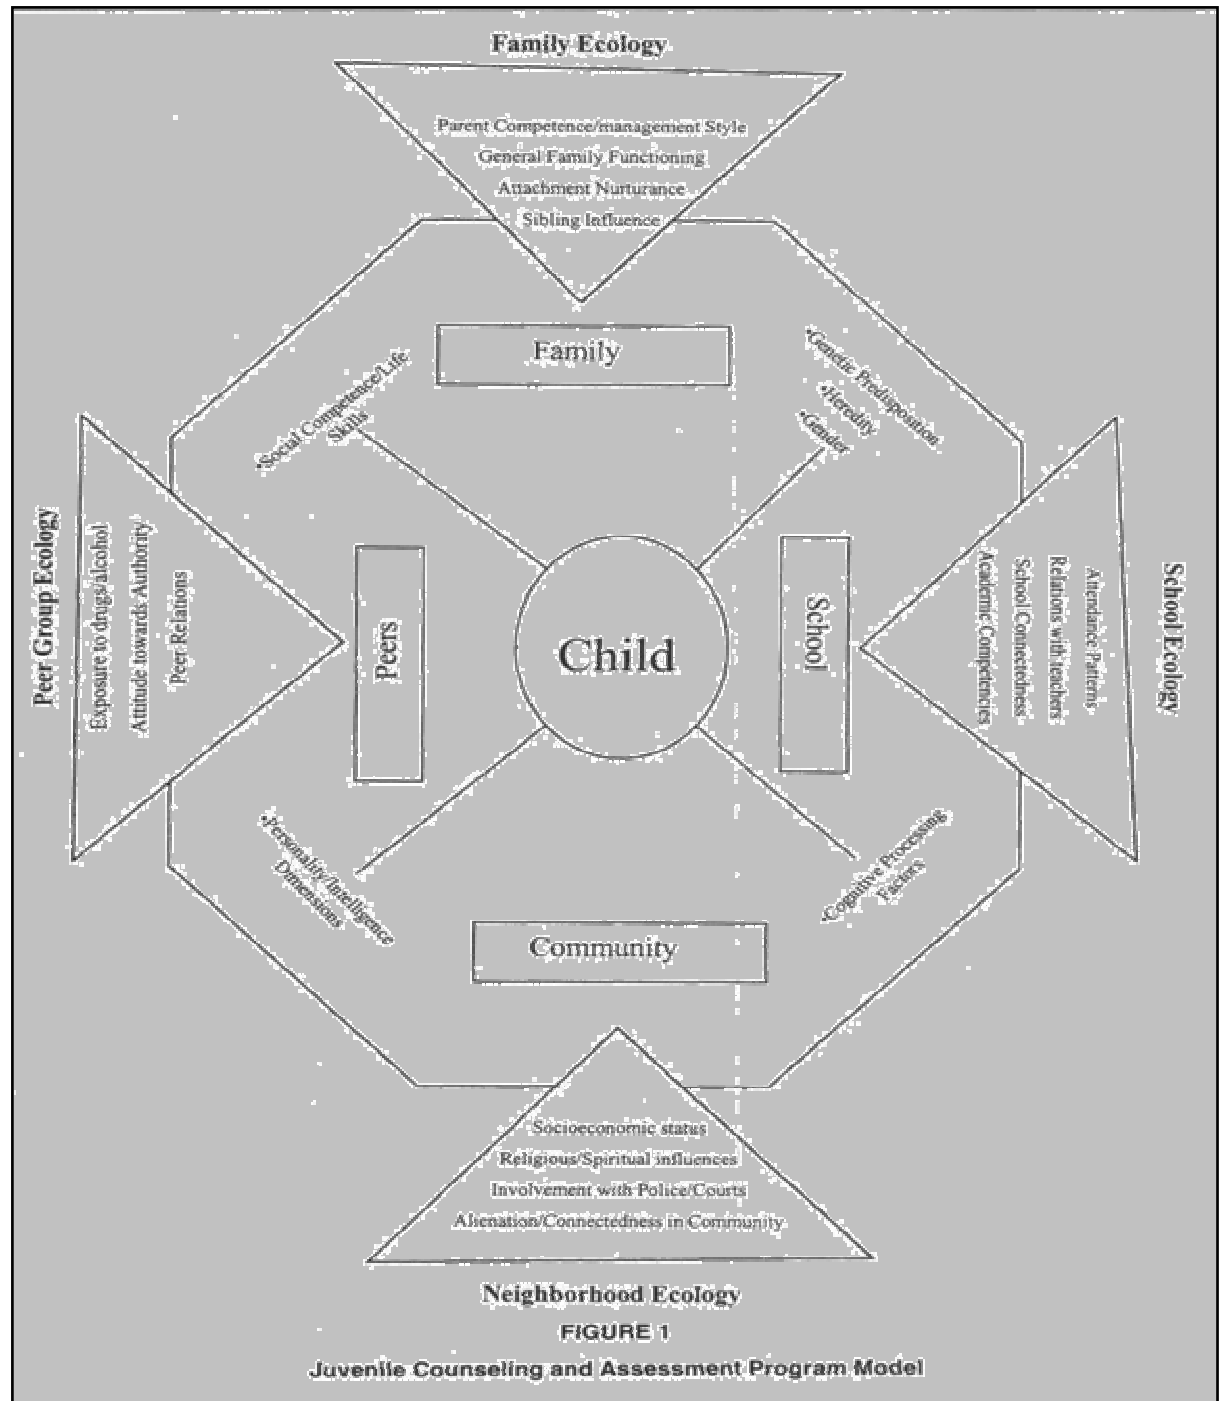 Family Ecology
Parent Competence/management Style
General Family Functioning
Attachment Nurturance
Sibling Influence
Family
•Social Competence/Life
Skills
•Genetic Predisposition
•Heredity
•Gender
Peer Group Ecology
Exposure to drugs/alcohol
Attitude towards Authority
Peer Relations
Peers
Child
School
Attendance Patterns
Relations with teachers
School Connectedness
Academic Competencies
School Ecology
•Personality/Intelligence
Dimensions
•Cognitive Processing
Factors
Community
Socioeconomic status
Religious/Spiritual influences
Involvement with Police/Courts
Alienation/Connectedness in Community
Neighborhood Ecology
FIGURE 1
Juvenile Counseling and Assessment Program Model